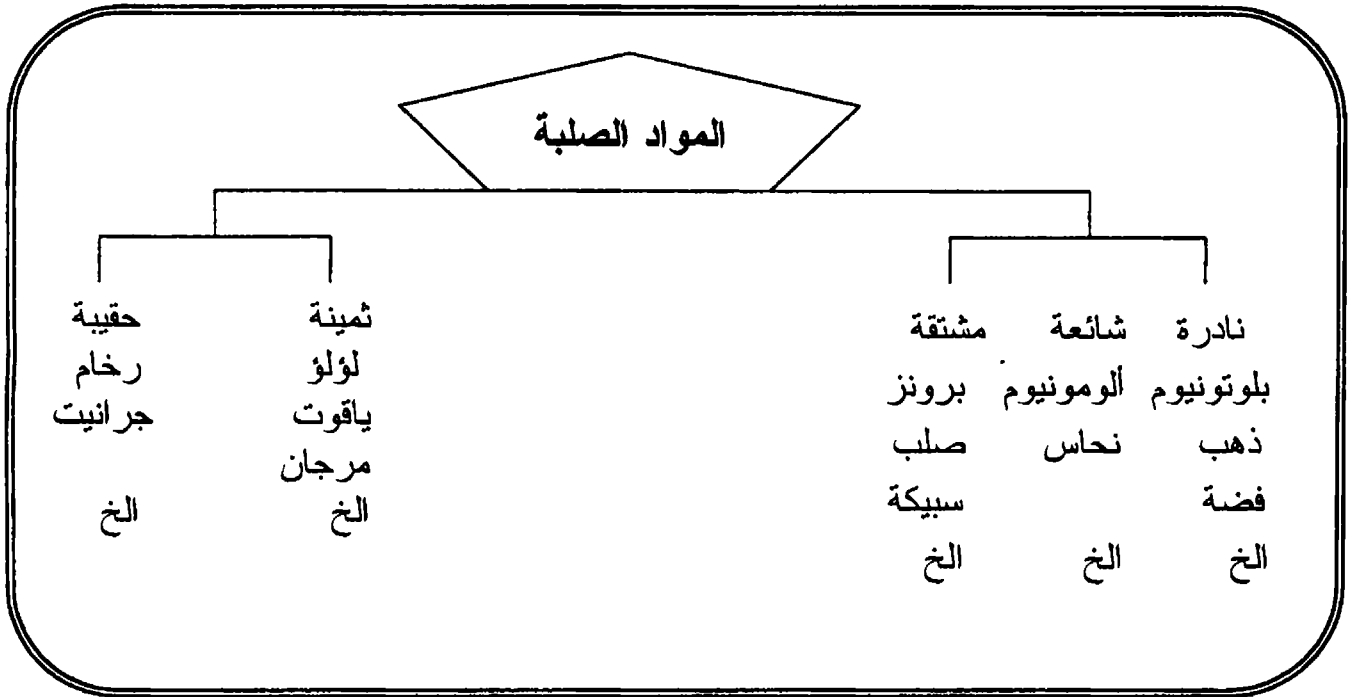 المواد الصلبة
نادرة شائعة مشتقة
بلوتونيوم ألومونيوم برونز
ذهب نحاس صلب
فضة سبيكة
الخ الخ الخ
ثمينة حقيبة
لؤلؤ رخام
ياقوت جرانيت
مرجان
الخ الخ